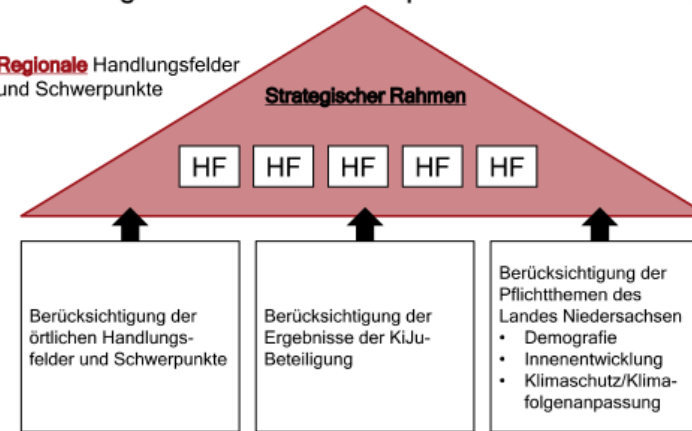 Regionale Handlungsfelder
und Schwerpunkte
Strategischer Rahmen
HF HF HF HF HF
Berücksichtigung der
örtlichen Handlungs-
felder und Schwerpunkte
Berücksichtigung der
Ergebnisse der KiJu-
Beteiligung
Berücksichtigung der
Pflichtthemen des
Landes Niedersachsen
• Demografie
• Innenentwicklung
• Klimaschutz/Klima-
folgenanpassung